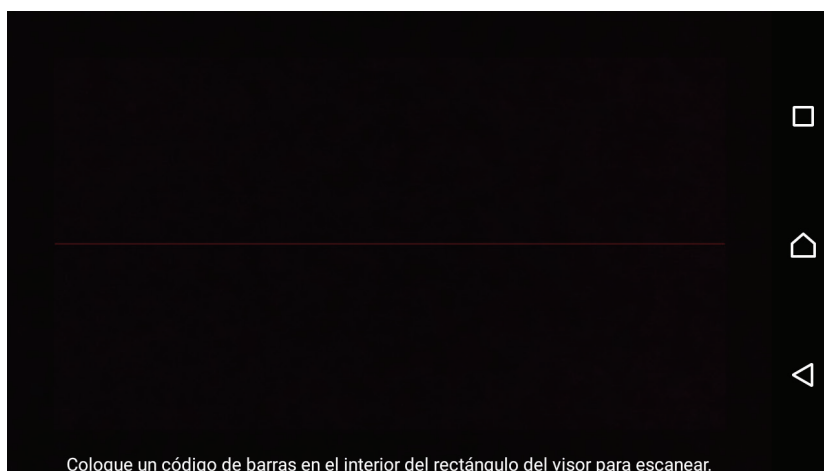 Coloque un código de barras en el interior del rectángulo del visor para escanear.